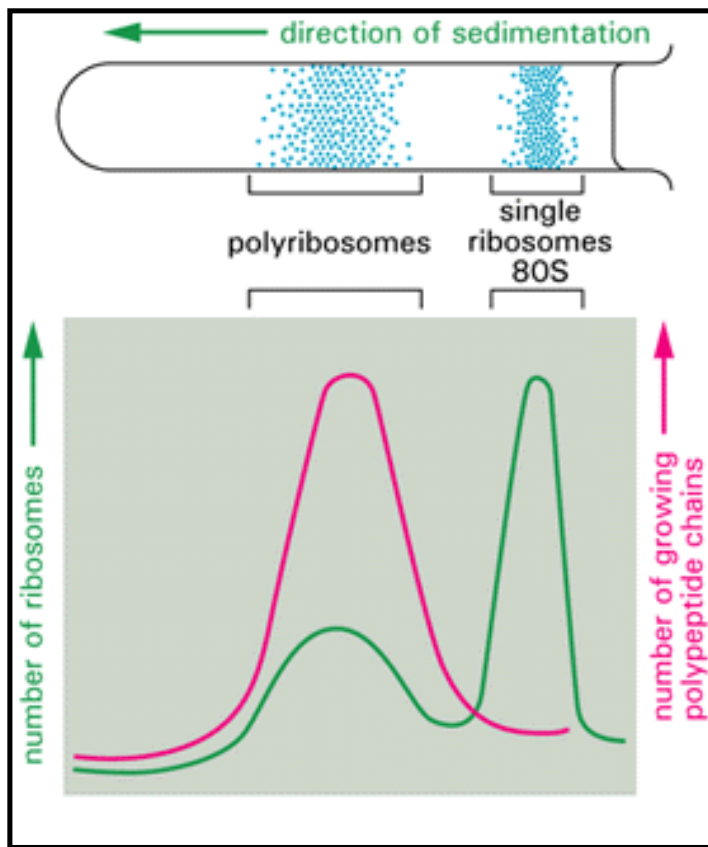 direction of sedimentation
polyribosomes
single
ribosomes
80S
number of ribosomes
number of growing
polypeptide chains